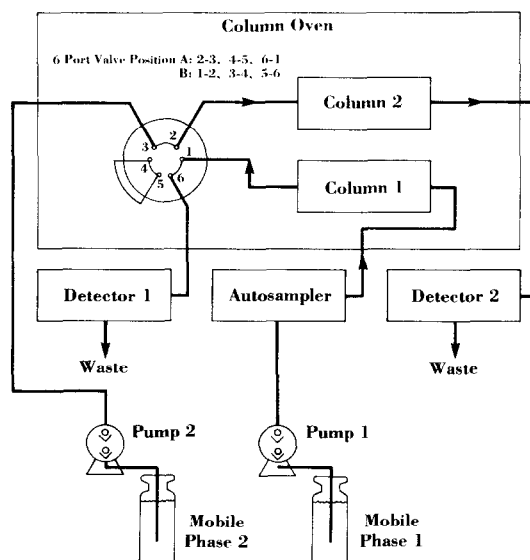 Column Oven
6 Port Valve Position A: 2-3, 4-5, 6-1
B: 1-2, 3-4, 5-6
Column 2
2
3
1
4
5
6
Column 1
Detector 1
Autosampler
Detector 2
Waste
Waste
Pump 2
Pump 1
Mobile
Phase 2
Mobile
Phase 1